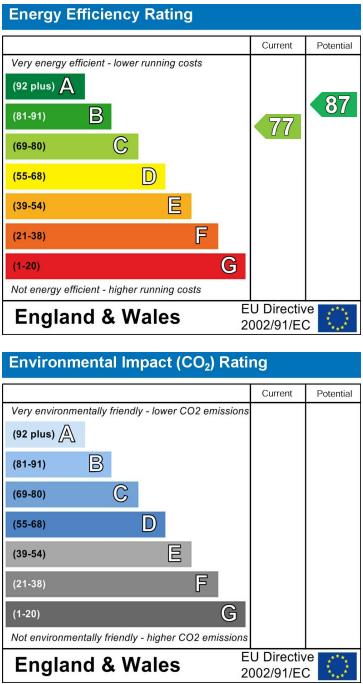 Energy Efficiency Rating
Current Potential
Very energy efficient - lower running costs
(92 plus) A
(81-91) B
(69-80) C
(55-68) D
(39-54) E
(21-38) F
(1-20) G
77
87
Not energy efficient - higher running costs
England & Wales
EU Directive
2002/91/EC
Environmental Impact (CO₂) Rating
Current Potential
Very environmentally friendly - lower CO2 emissions
(92 plus) A
(81-91) B
(69-80) C
(55-68) D
(39-54) E
(21-38) F
(1-20) G
Not environmentally friendly - higher CO2 emissions
England & Wales
EU Directive
2002/91/EC